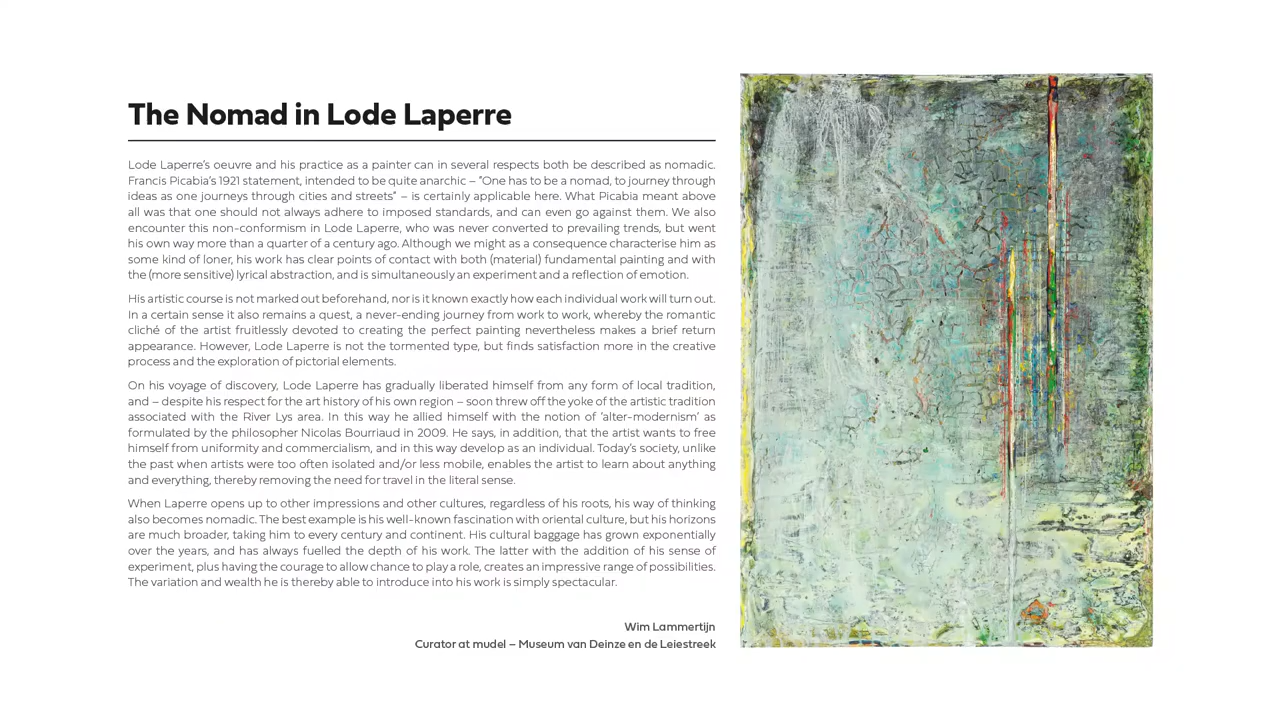 The Nomad in Lode Laperre
Lode Laperre's oeuvre and his practice as a painter can in several respects both be described as nomadic.
Francis Picabia's 1921 statement, intended to be quite anarchic – "One has to be a nomad, to journey through
ideas as one journeys through cities and streets" – is certainly applicable here. What Picabia meant above
all was that one should not always adhere to imposed standards, and can even go against them. We also
encounter this non-conformism in Lode Laperre, who was never converted to prevailing trends, but went
his own way more than a quarter of a century ago. Although we might as a consequence characterise him as
some kind of loner, his work has clear points of contact with both (material) fundamental painting and with
the (more sensitive) lyrical abstraction, and is simultaneously an experiment and a reflection of emotion.
His artistic course is not marked out beforehand, nor is it known exactly how each individual work will turn out.
In a certain sense it also remains a quest, a never-ending journey from work to work, whereby the romantic
cliché of the artist fruitlessly devoted to creating the perfect painting nevertheless makes a brief return
appearance. However, Lode Laperre is not the tormented type, but finds satisfaction more in the creative
process and the exploration of pictorial elements.
On his voyage of discovery, Lode Laperre has gradually liberated himself from any form of local tradition,
and – despite his respect for the art history of his own region – soon threw off the yoke of the artistic tradition
associated with the River Lys area. In this way he allied himself with the notion of 'alter-modernism' as
formulated by the philosopher Nicolas Bourriaud in 2009. He says, in addition, that the artist wants to free
himself from uniformity and commercialism, and in this way develop as an individual. Today's society, unlike
the past when artists were too often isolated and/or less mobile, enables the artist to learn about anything
and everything, thereby removing the need for travel in the literal sense.
When Laperre opens up to other impressions and other cultures, regardless of his roots, his way of thinking
also becomes nomadic. The best example is his well-known fascination with oriental culture, but his horizons
are much broader, taking him to every century and continent. His cultural baggage has grown exponentially
over the years, and has always fuelled the depth of his work. The latter with the addition of his sense of
experiment, plus having the courage to allow chance to play a role, creates an impressive range of possibilities.
The variation and wealth he is thereby able to introduce into his work is simply spectacular.
Wim Lammertijn
Curator at mudel – Museum van Deinze en de Leiestreek